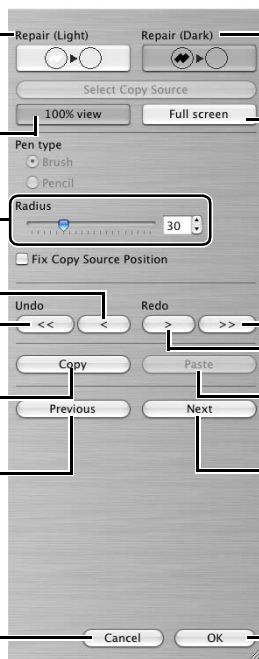 Repair (Light) Repair (Dark)
Select Copy Source
100% view Full screen
Pen type
Brush
Pencil
Radius
30
Fix Copy Source Position
Undo Redo
<< < > >>
Copy Paste
Previous Next
Cancel OK